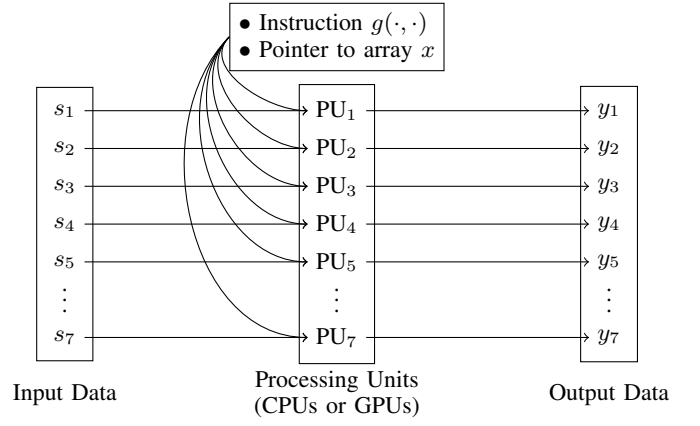 • Instruction g(·, ·)
• Pointer to array x
s₁ PU₁ y₁
s₂ PU₂ y₂
s₃ PU₃ y₃
s₄ PU₄ y₄
s₅ PU₅ y₅
⋮ ⋮ ⋮
s₇ PU₇ y₇
Input Data
Processing Units
(CPUs or GPUs)
Output Data